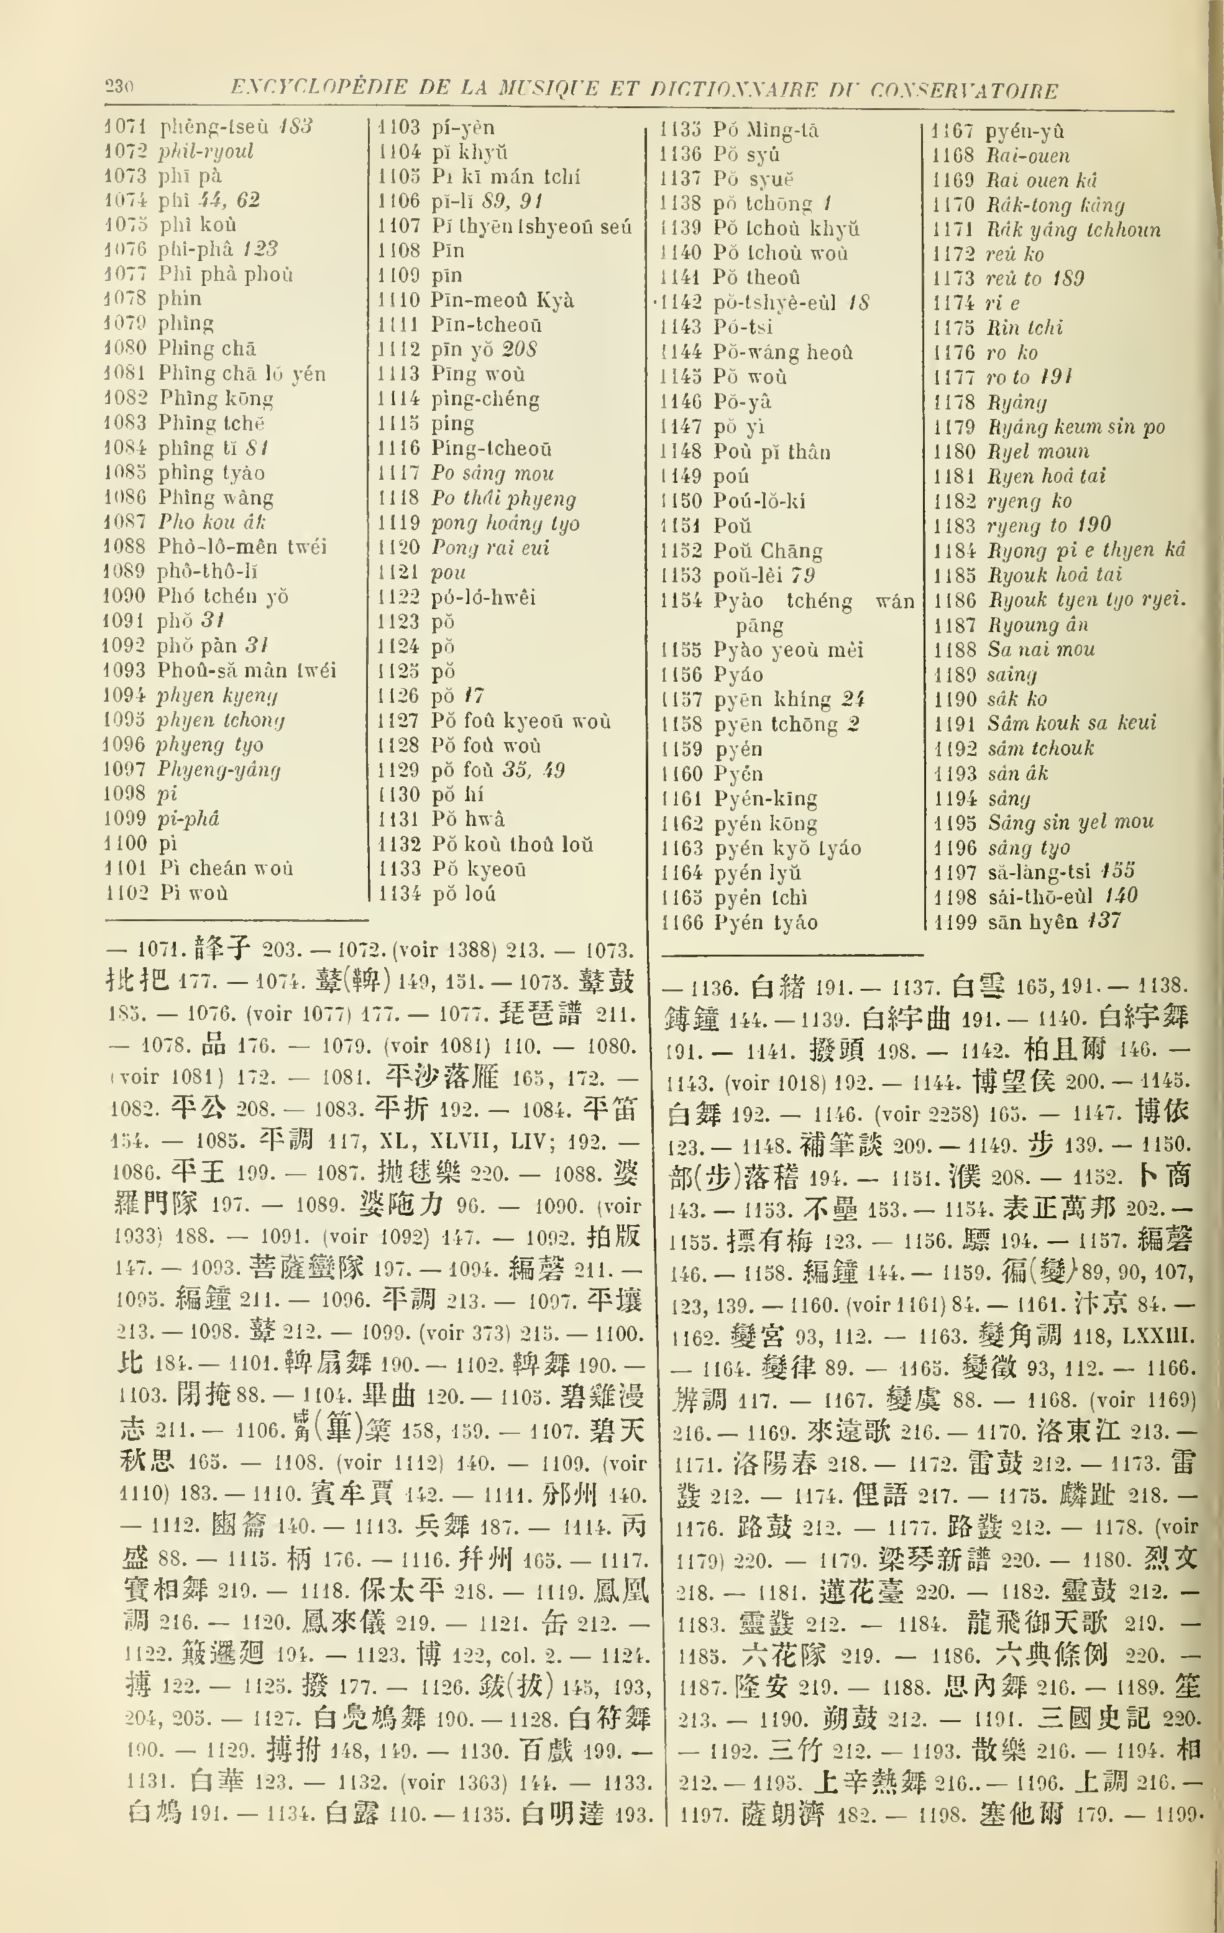 230 ENCYCLOPÉDIE DE LA MUSIQUE ET DICTIONNAIRE DU CONSERVATOIRE
1071 phèng-tseù 183
1072 phil-ryoul
1073 phī pà
1074 phî 44, 62
1075 phî koù
1076 phî-phâ 123
1077 Phî phâ phoù
1078 phìn
1079 phîng
1080 Phîng chā
1081 Phîng chā ló yén
1082 Phîng kōng
1083 Phîng tchĕ
1084 phîng tĭ 81
1085 phîng tyào
1086 Phîng wâng
1087 Pho kou âk
1088 Phô-lô-mên twéi
1089 phô-thô-lĭ
1090 Phó tchén yŏ
1091 phŏ 31
1092 phŏ pàn 31
1093 Phoû-să mân twéi
1094 phyen kyeng
1095 phyen tchong
1096 phyeng tyo
1097 Phyeng-yâng
1098 pi
1099 pi-phâ
1100 pì
1101 Pì cheán woù
1102 Pì woù
1103 pí-yèn
1104 pĭ khyŭ
1105 Pĭ kī mán tchí
1106 pĭ-lĭ 89, 91
1107 Pĭ thyēn tshyeoū seú
1108 Pīn
1109 pīn
1110 Pīn-meoû Kyà
1111 Pīn-tcheoū
1112 pīn yŏ 208
1113 Pīng woù
1114 pìng-chéng
1115 píng
1116 Píng-tcheoū
1117 Po sâng mou
1118 Po thâi phyeng
1119 pong hoâng tyo
1120 Pong rai eui
1121 pou
1122 pó-ló-hwêi
1123 pŏ
1124 pŏ
1125 pŏ
1126 pŏ 17
1127 Pŏ foû kyeoū woù
1128 Pŏ foû woù
1129 pŏ foù 35, 49
1130 pŏ hí
1131 Pŏ hwâ
1132 Pŏ koù thoû loŭ
1133 Pŏ kyeoū
1134 pŏ loú
1135 Pŏ Mîng-tă
1136 Pŏ syû
1137 Pŏ syuĕ
1138 pŏ tchōng 1
1139 Pŏ tchoù khyŭ
1140 Pŏ tchoù woù
1141 Pŏ theoû
1142 pŏ-tshyè-eùl 18
1143 Pó-tsi
1144 Pŏ-wáng heoû
1145 Pŏ woù
1146 Pŏ-yâ
1147 pŏ yì
1148 Poù pĭ thân
1149 poú
1150 Poú-lŏ-ki
1151 Poŭ
1152 Poŭ Chāng
1153 poŭ-lèi 79
1154 Pyào tchéng wán
pāng
1155 Pyào yeoù mèi
1156 Pyáo
1157 pyēn khíng 24
1158 pyēn tchōng 2
1159 pyén
1160 Pyén
1161 Pyén-kīng
1162 pyén kōng
1163 pyén kyŏ tyáo
1164 pyén lyŭ
1165 pyén tchì
1166 Pyén tyáo
1167 pyén-yû
1168 Rai-ouen
1169 Rai ouen kâ
1170 Râk-tong kâng
1171 Râk yâng tchhoun
1172 reû ko
1173 reû to 189
1174 ri e
1175 Rin tchi
1176 ro ko
1177 ro to 191
1178 Ryâng
1179 Ryâng keum sin po
1180 Ryel moun
1181 Ryen hoâ tai
1182 ryeng ko
1183 ryeng to 190
1184 Ryong pi e thyen kâ
1185 Ryouk hoâ tai
1186 Ryouk tyen tyo ryei.
1187 Ryoung ân
1188 Sa nai mou
1189 saing
1190 sâk ko
1191 Sâm kouk sa keui
1192 sâm tchouk
1193 sân âk
1194 sâng
1195 Sâng sin yel mou
1196 sâng tyo
1197 să-làng-tsi 155
1198 sái-thō-eùl 140
1199 sān hyên 137
— 1071. 韸子 203. — 1072. (voir 1388) 213. — 1073.
批把 177. — 1074. 鼙(鞞) 149, 151. — 1075. 鼙鼓
185. — 1076. (voir 1077) 177. — 1077. 琵琶譜 211.
— 1078. 品 176. — 1079. (voir 1081) 110. — 1080.
(voir 1081) 172. — 1081. 平沙落雁 165, 172. —
1082. 平公 208. — 1083. 平折 192. — 1084. 平笛
154. — 1085. 平調 117, XL, XLVII, LIV; 192. —
1086. 平王 199. — 1087. 抛毬樂 220. — 1088. 婆
羅門隊 197. — 1089. 婆陁力 96. — 1090. (voir
1933) 188. — 1091. (voir 1092) 147. — 1092. 拍版
147. — 1093. 菩薩蠻隊 197. — 1094. 編磬 211. —
1095. 編鐘 211. — 1096. 平調 213. — 1097. 平壤
213. — 1098. 鼙 212. — 1099. (voir 373) 215. — 1100.
比 184. — 1101. 鞞扇舞 190. — 1102. 鞞舞 190. —
1103. 閉掩 88. — 1104. 畢曲 120. — 1105. 碧雞漫
志 211. — 1106. (篳)篥 158, 159. — 1107. 碧天
秋思 165. — 1108. (voir 1112) 140. — 1109. (voir
1110) 183. — 1110. 賓牟賈 142. — 1111. 邠州 140.
— 1112. 豳籥 140. — 1113. 兵舞 187. — 1114. 丙
盛 88. — 1115. 柄 176. — 1116. 幷州 165. — 1117.
寶相舞 219. — 1118. 保太平 218. — 1119. 鳳凰
調 216. — 1120. 鳳來儀 219. — 1121. 缶 212. —
1122. 簸邏廻 194. — 1123. 博 122, col. 2. — 1124.
搏 122. — 1125. 撥 177. — 1126. 鈸(拔) 145, 193,
204, 205. — 1127. 白鳧鳩舞 190. — 1128. 白符舞
190. — 1129. 搏拊 148, 149. — 1130. 百戲 199. —
1131. 白華 123. — 1132. (voir 1363) 144. — 1133.
白鳩 191. — 1134. 白露 110. — 1135. 白明達 193.
— 1136. 白緒 191. — 1137. 白雪 165, 191. — 1138.
鎛鐘 144. — 1139. 白紵曲 191. — 1140. 白紵舞
191. — 1141. 撥頭 198. — 1142. 柏且爾 146. —
1143. (voir 1018) 192. — 1144. 博望侯 200. — 1145.
白舞 192. — 1146. (voir 2258) 165. — 1147. 博依
123. — 1148. 補筆談 209. — 1149. 步 139. — 1150.
部(步)落稽 194. — 1151. 濮 208. — 1152. 卜商
143. — 1153. 不壘 153. — 1154. 表正萬邦 202. —
1155. 摽有梅 123. — 1156. 驃 194. — 1157. 編磬
146. — 1158. 編鐘 144. — 1159. 徧(變) 89, 90, 107,
123, 139. — 1160. (voir 1161) 84. — 1161. 汴京 84. —
1162. 變宮 93, 112. — 1163. 變角調 118, LXXIII.
— 1164. 變律 89. — 1165. 變徵 93, 112. — 1166.
辨調 117. — 1167. 變虞 88. — 1168. (voir 1169)
216. — 1169. 來遠歌 216. — 1170. 洛東江 213. —
1171. 洛陽春 218. — 1172. 雷鼓 212. — 1173. 雷
鼗 212. — 1174. 俚語 217. — 1175. 麟趾 218. —
1176. 路鼓 212. — 1177. 路鼗 212. — 1178. (voir
1179) 220. — 1179. 梁琴新譜 220. — 1180. 烈文
218. — 1181. 蓮花臺 220. — 1182. 靈鼓 212. —
1183. 靈鼗 212. — 1184. 龍飛御天歌 219. —
1185. 六花隊 219. — 1186. 六典條例 220. —
1187. 隆安 219. — 1188. 思內舞 216. — 1189. 笙
213. — 1190. 朔鼓 212. — 1191. 三國史記 220.
— 1192. 三竹 212. — 1193. 散樂 216. — 1194. 相
212. — 1195. 上辛熱舞 216.. — 1196. 上調 216. —
1197. 薩朗濟 182. — 1198. 塞他爾 179. — 1199.